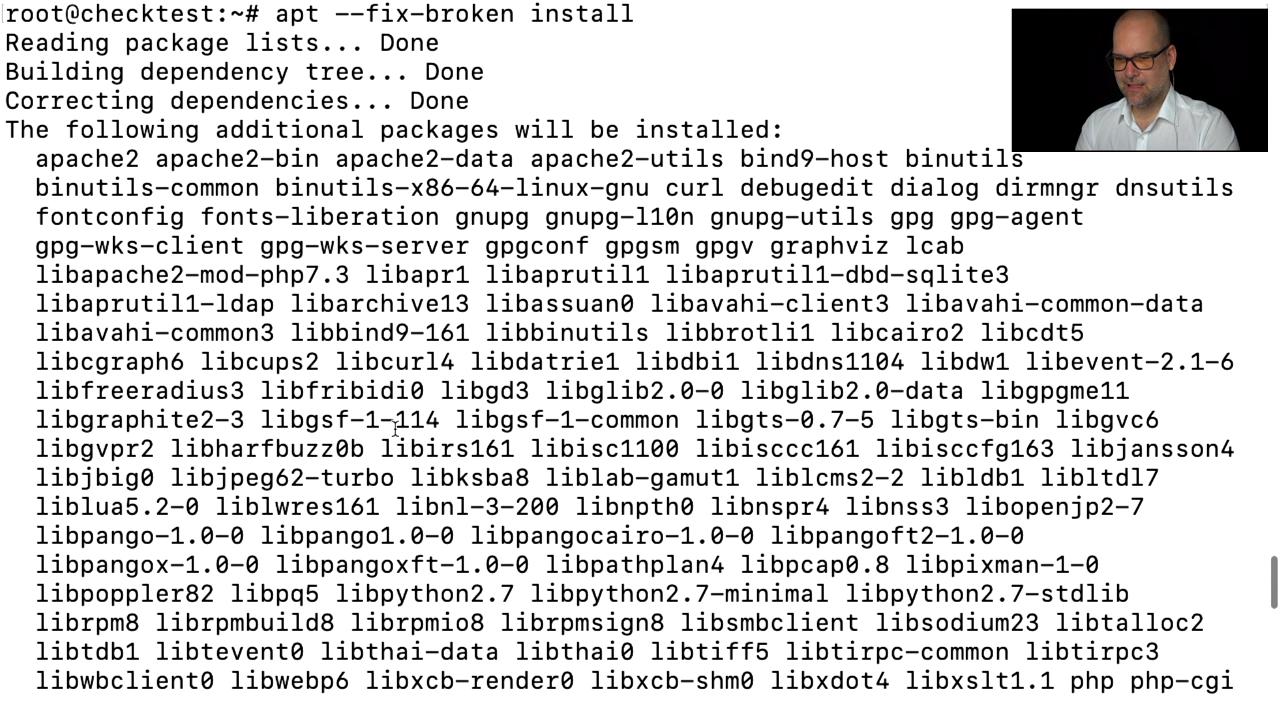 root@checktest:~# apt --fix-broken install
Reading package lists... Done
Building dependency tree... Done
Correcting dependencies... Done
The following additional packages will be installed:
apache2 apache2-bin apache2-data apache2-utils bind9-host binutils
binutils-common binutils-x86-64-linux-gnu curl debugedit dialog dirmngr dnsutils
fontconfig fonts-liberation gnupg gnupg-l10n gnupg-utils gpg gpg-agent
gpg-wks-client gpg-wks-server gpgconf gpgsm gpgv graphviz lcab
libapache2-mod-php7.3 libapr1 libaprutil1 libaprutil1-dbd-sqlite3
libaprutil1-ldap libarchive13 libassuan0 libavahi-client3 libavahi-common-data
libavahi-common3 libbind9-161 libbinutils libbrotli1 libcairo2 libcdt5
libcgraph6 libcups2 libcurl4 libdatrie1 libdbi1 libdns1104 libdw1 libevent-2.1-6
libfreeradius3 libfribidi0 libgd3 libglib2.0-0 libglib2.0-data libgpgme11
libgraphite2-3 libgsf-1-114 libgsf-1-common libgts-0.7-5 libgts-bin libgvc6
libgvpr2 libharfbuzz0b libirs161 libisc1100 libisccc161 libisccfg163 libjansson4
libjbig0 libjpeg62-turbo libksba8 liblab-gamut1 liblcms2-2 libldb1 libltdl7
liblua5.2-0 liblwres161 libnl-3-200 libnpth0 libnspr4 libnss3 libopenjp2-7
libpango-1.0-0 libpango1.0-0 libpangocairo-1.0-0 libpangoft2-1.0-0
libpangox-1.0-0 libpangoxft-1.0-0 libpathplan4 libpcap0.8 libpixman-1-0
libpoppler82 libpq5 libpython2.7 libpython2.7-minimal libpython2.7-stdlib
librpm8 librpmbuild8 librpmio8 librpmsign8 libsmbclient libsodium23 libtalloc2
libtdb1 libtevent0 libthai-data libthai0 libtiff5 libtirpc-common libtirpc3
libwbclient0 libwebp6 libxcb-render0 libxcb-shm0 libxdot4 libxslt1.1 php php-cgi